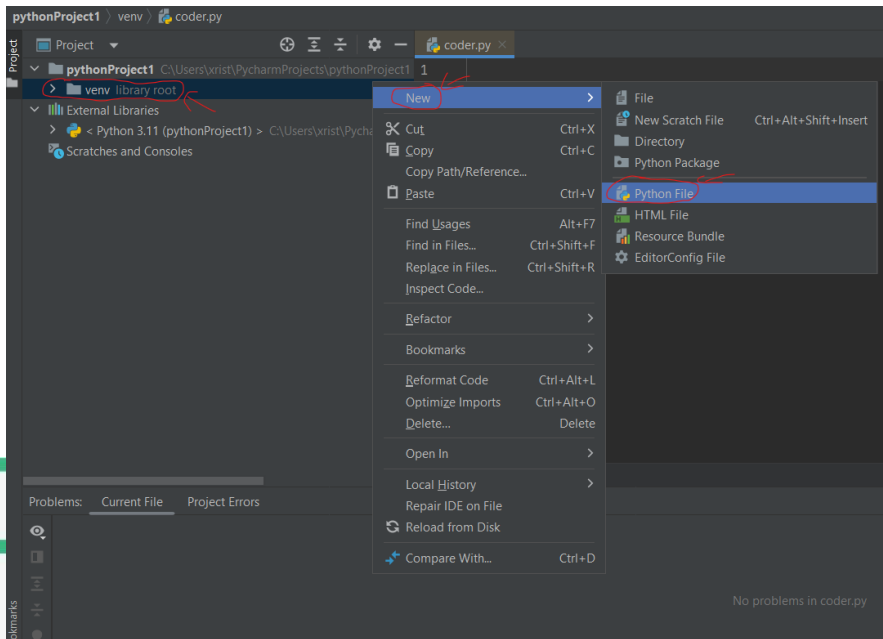 pythonProject1 venv coder.py
Project
Project
coder.py
pythonProject1 C:\Users\xrist\PycharmProjects\pythonProject1
1
venv library root
External Libraries
< Python 3.11 (pythonProject1) > C:\Users\xrist\Pycha
Scratches and Consoles
New
Cut Ctrl+X
Copy Ctrl+C
Copy Path/Reference...
Paste Ctrl+V
Find Usages Alt+F7
Find in Files... Ctrl+Shift+F
Replace in Files... Ctrl+Shift+R
Inspect Code...
Refactor
Bookmarks
Reformat Code Ctrl+Alt+L
Optimize Imports Ctrl+Alt+O
Delete... Delete
Open In
Local History
Repair IDE on File
Reload from Disk
Compare With... Ctrl+D
File
New Scratch File Ctrl+Alt+Shift+Insert
Directory
Python Package
Python File
HTML File
Resource Bundle
EditorConfig File
Problems: Current File Project Errors
No problems in coder.py
okmarks